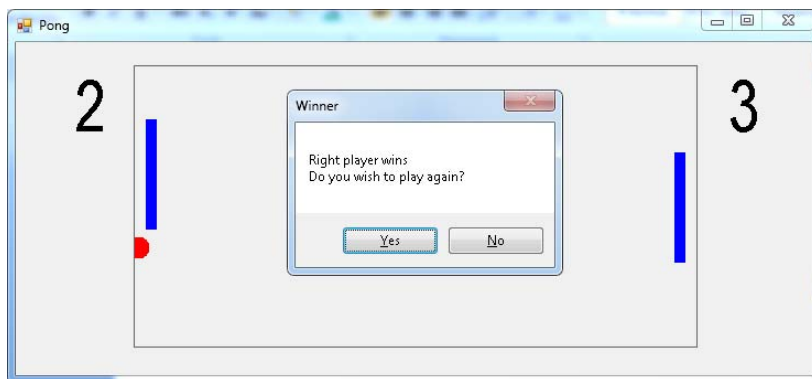 Pong
2
3
Winner
Right player wins
Do you wish to play again?
Yes
No